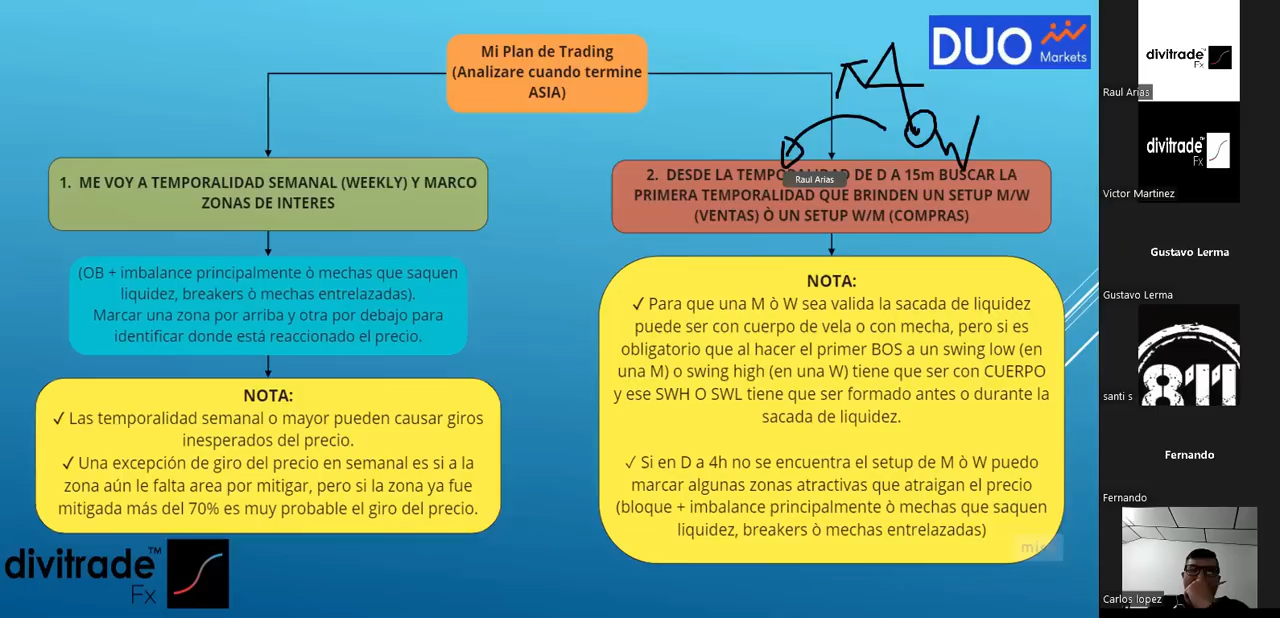 Mi Plan de Trading
(Analizare cuando termine
ASIA)
DUO
Markets
1. ME VOY A TEMPORALIDAD SEMANAL (WEEKLY) Y MARCO
ZONAS DE INTERES
(OB + imbalance principalmente ò mechas que saquen
liquidez, breakers ò mechas entrelazadas).
Marcar una zona por arriba y otra por debajo para
identificar donde está reaccionado el precio.
NOTA:
✓ Las temporalidad semanal o mayor pueden causar giros
inesperados del precio.
✓ Una excepción de giro del precio en semanal es si a la
zona aún le falta area por mitigar, pero si la zona ya fue
mitigada más del 70% es muy probable el giro del precio.
2. DESDE LA DE D A 15m BUSCAR LA
PRIMERA TEMPORALIDAD QUE BRINDEN UN SETUP M/W
(VENTAS) Ò UN SETUP W/M (COMPRAS)
Raul Arias
NOTA:
✓ Para que una M ò W sea valida la sacada de liquidez
puede ser con cuerpo de vela o con mecha, pero si es
obligatorio que al hacer el primer BOS a un swing low (en
una M) o swing high (en una W) tiene que ser con CUERPO
y ese SWH O SWL tiene que ser formado antes o durante la
sacada de liquidez.
✓ Si en D a 4h no se encuentra el setup de M ò W puedo
marcar algunas zonas atractivas que atraigan el precio
(bloque + imbalance principalmente ò mechas que saquen
liquidez, breakers ò mechas entrelazadas)
divitrade™
Fx
divitrade
Fx
Raul Arias
divitrade
Fx
Victor Martinez
Gustavo Lerma
Gustavo Lerma
811
santi s
Fernando
Fernando
Carlos lopez